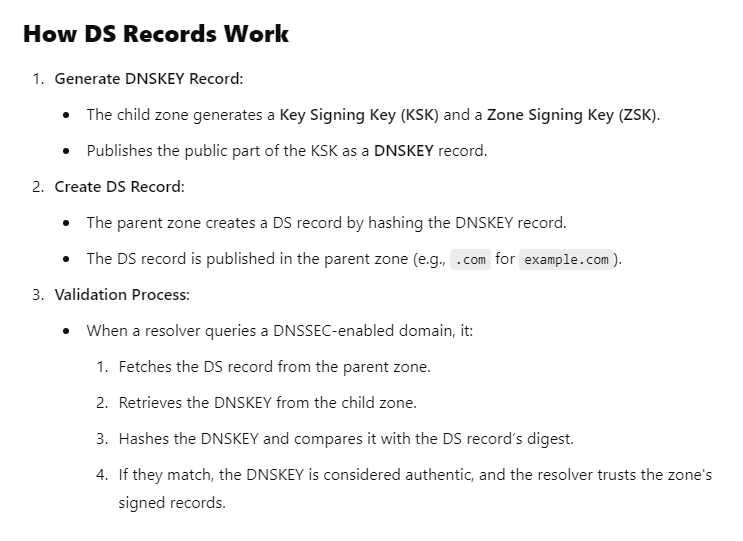 How DS Records Work
1. Generate DNSKEY Record:
• The child zone generates a Key Signing Key (KSK) and a Zone Signing Key (ZSK).
• Publishes the public part of the KSK as a DNSKEY record.
2. Create DS Record:
• The parent zone creates a DS record by hashing the DNSKEY record.
• The DS record is published in the parent zone (e.g., .com for example.com).
3. Validation Process:
• When a resolver queries a DNSSEC-enabled domain, it:
1. Fetches the DS record from the parent zone.
2. Retrieves the DNSKEY from the child zone.
3. Hashes the DNSKEY and compares it with the DS record's digest.
4. If they match, the DNSKEY is considered authentic, and the resolver trusts the zone's
signed records.